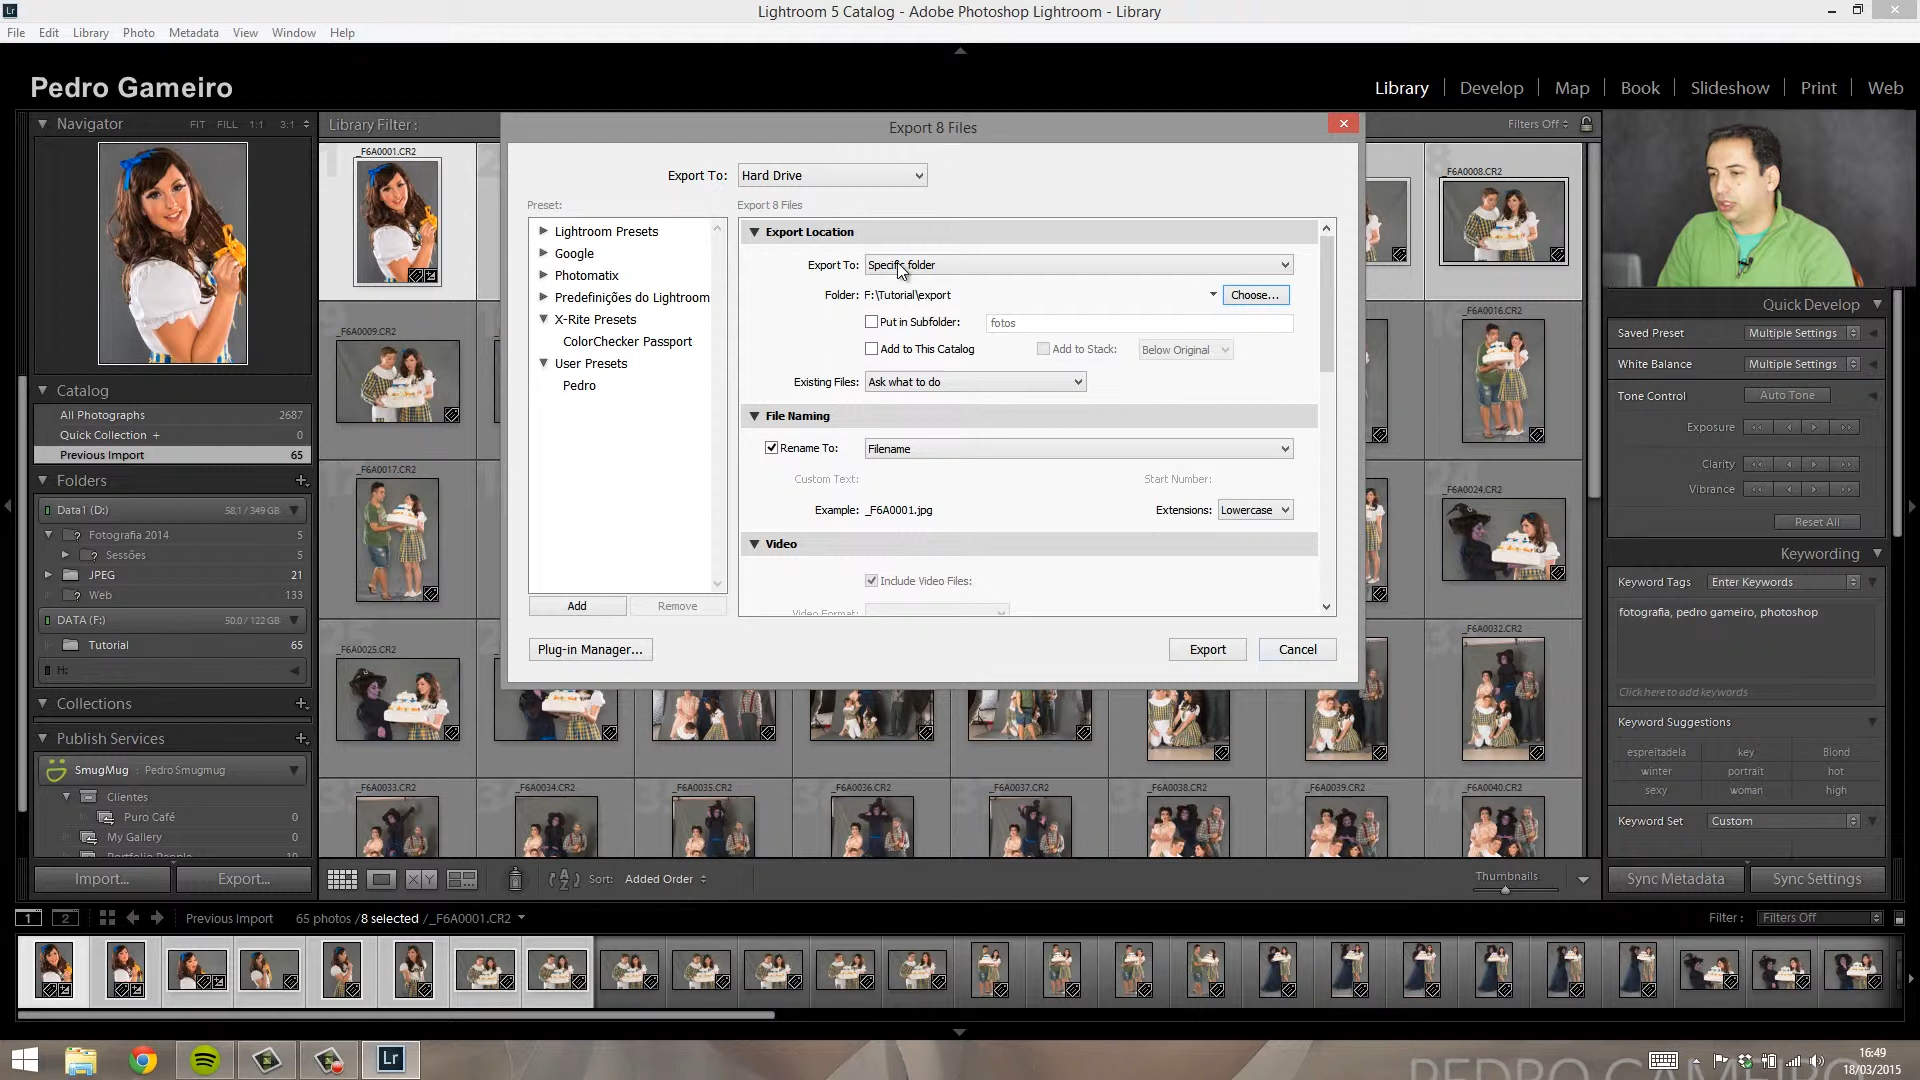 Lr Lightroom 5 Catalog - Adobe Photoshop Lightroom - Library
File Edit Library Photo Metadata View Window Help
Pedro Gameiro
Library Develop Map Book Slideshow Print Web
Navigator FIT FILL 1:1 3:1
Library Filter :
Filters Off
Export 8 Files
Export To: Hard Drive
Preset:
Lightroom Presets
Google
Photomatix
Predefinições do Lightroom
X-Rite Presets
ColorChecker Passport
User Presets
Pedro
Add Remove
Plug-in Manager...
Export 8 Files
Export Location
Export To: Specific folder
Folder: F:\Tutorial\export Choose...
Put in Subfolder: fotos
Add to This Catalog Add to Stack: Below Original
Existing Files: Ask what to do
File Naming
Rename To: Filename
Custom Text: Start Number:
Example: _F6A0001.jpg Extensions: Lowercase
Video
Include Video Files:
Video Format:
Export Cancel
Catalog
All Photographs 2687
Quick Collection + 0
Previous Import 65
Folders
Data1 (D:) 58,1 / 349 GB
Fotografia 2014 5
Sessões 5
JPEG 21
Web 133
DATA (F:) 50.0 / 122 GB
Tutorial 65
H:
Collections
Publish Services
SmugMug : Pedro Smugmug
Clientes
Puro Café 0
My Gallery 0
Portfolio People 19
Import... Export...
_F6A0001.CR2
_F6A0008.CR2
_F6A0009.CR2
_F6A0016.CR2
_F6A0017.CR2
_F6A0024.CR2
_F6A0025.CR2
_F6A0032.CR2
_F6A0033.CR2 _F6A0034.CR2 _F6A0035.CR2 _F6A0036.CR2 _F6A0037.CR2 _F6A0038.CR2 _F6A0039.CR2 _F6A0040.CR2
Quick Develop
Saved Preset Multiple Settings
White Balance Multiple Settings
Tone Control Auto Tone
Exposure
Clarity
Vibrance
Reset All
Keywording
Keyword Tags Enter Keywords
fotografia, pedro gameiro, photoshop
Click here to add keywords
Keyword Suggestions
espreitadela key Blond
winter portrait hot
sexy woman high
Keyword Set Custom
Sync Metadata Sync Settings
XY Sort: Added Order Thumbnails
1 2 Previous Import 65 photos / 8 selected / _F6A0001.CR2 Filter : Filters Off
Lr
PEDRO GAMEIRO
16:49
18/03/2015